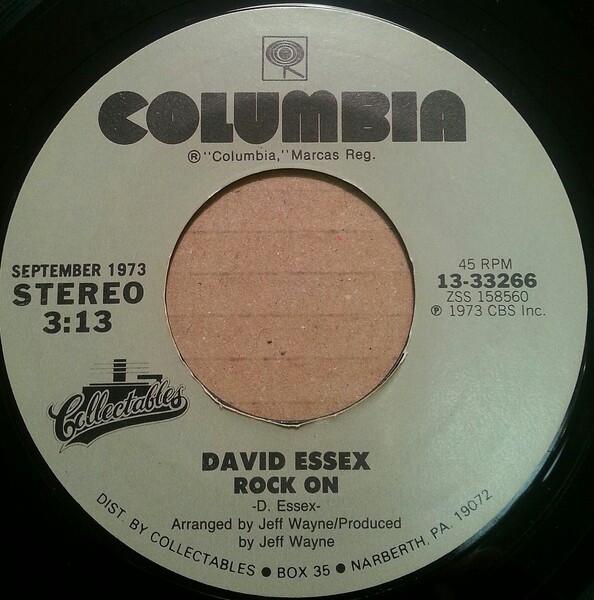 COLUMBIA
® "Columbia," Marcas Reg.
SEPTEMBER 1973
STEREO
3:13
45 RPM
13-33266
ZSS 158560
℗ 1973 CBS Inc.
Collectables
DAVID ESSEX
ROCK ON
-D. Essex-
Arranged by Jeff Wayne/Produced
by Jeff Wayne
DIST. BY COLLECTABLES ● BOX 35 ● NARBERTH, PA. 19072